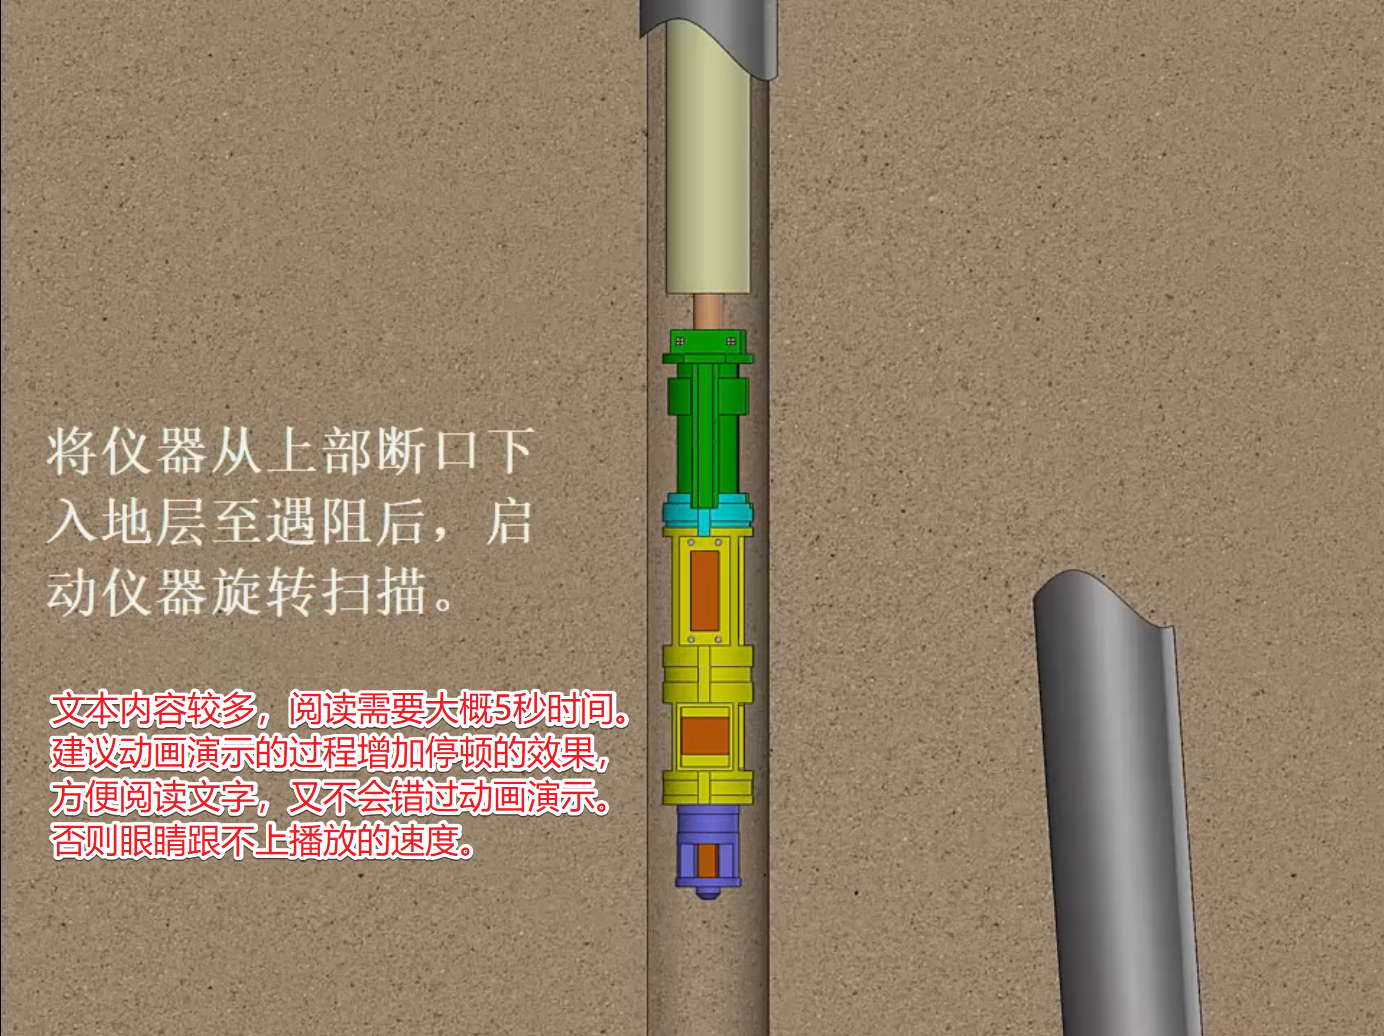 将仪器从上部断口下
入地层至遇阻后，启
动仪器旋转扫描。
文本内容较多，阅读需要大概5秒时间。
建议动画演示的过程增加停顿的效果，
方便阅读文字，又不会错过动画演示。
否则眼睛跟不上播放的速度。